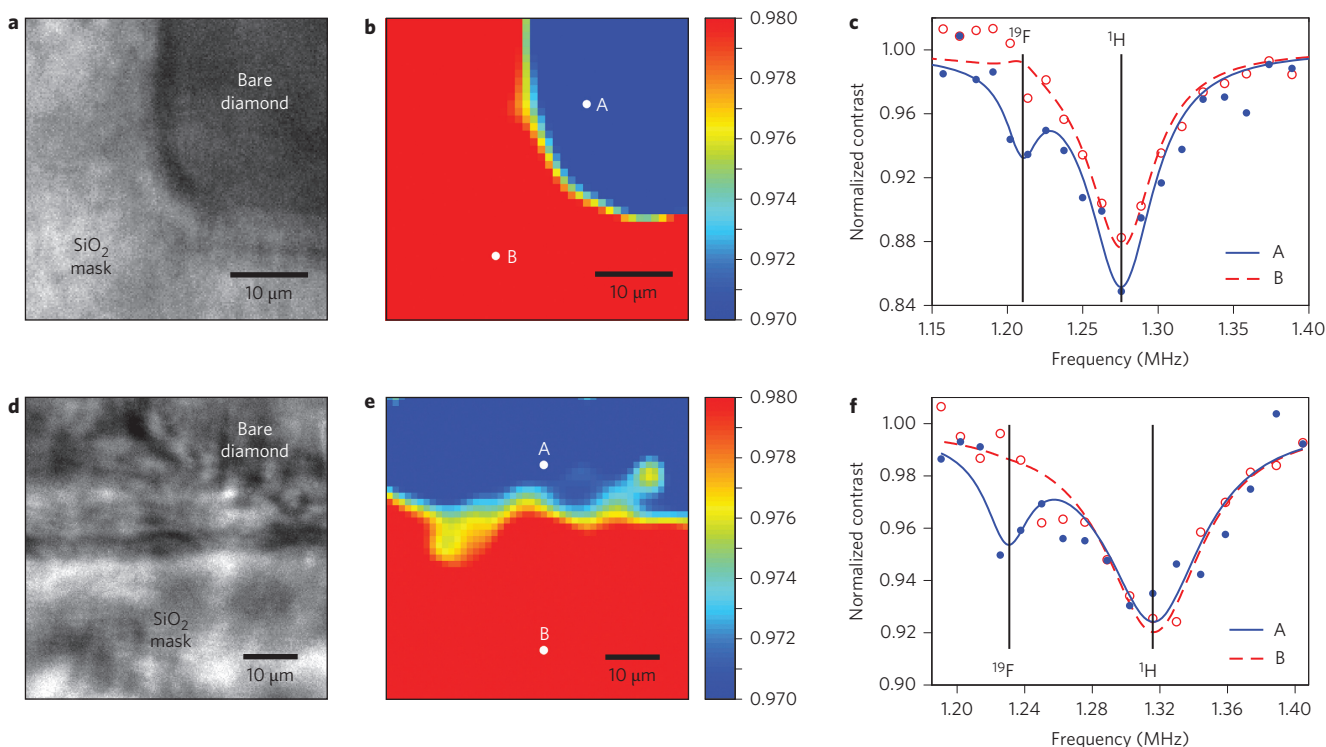 a
Bare
diamond
SiO₂
mask
10 μm
b
A
B
10 μm
0.980
0.978
0.976
0.974
0.972
0.970
c
¹⁹F
¹H
1.00
0.96
0.92
0.88
0.84
Normalized contrast
A
B
1.15
1.20
1.25
1.30
1.35
1.40
Frequency (MHz)
d
Bare
diamond
SiO₂
mask
10 μm
e
A
B
10 μm
0.980
0.978
0.976
0.974
0.972
0.970
f
1.00
0.98
0.96
0.94
0.92
0.90
Normalized contrast
¹⁹F
¹H
A
B
1.20
1.24
1.28
1.32
1.36
1.40
Frequency (MHz)